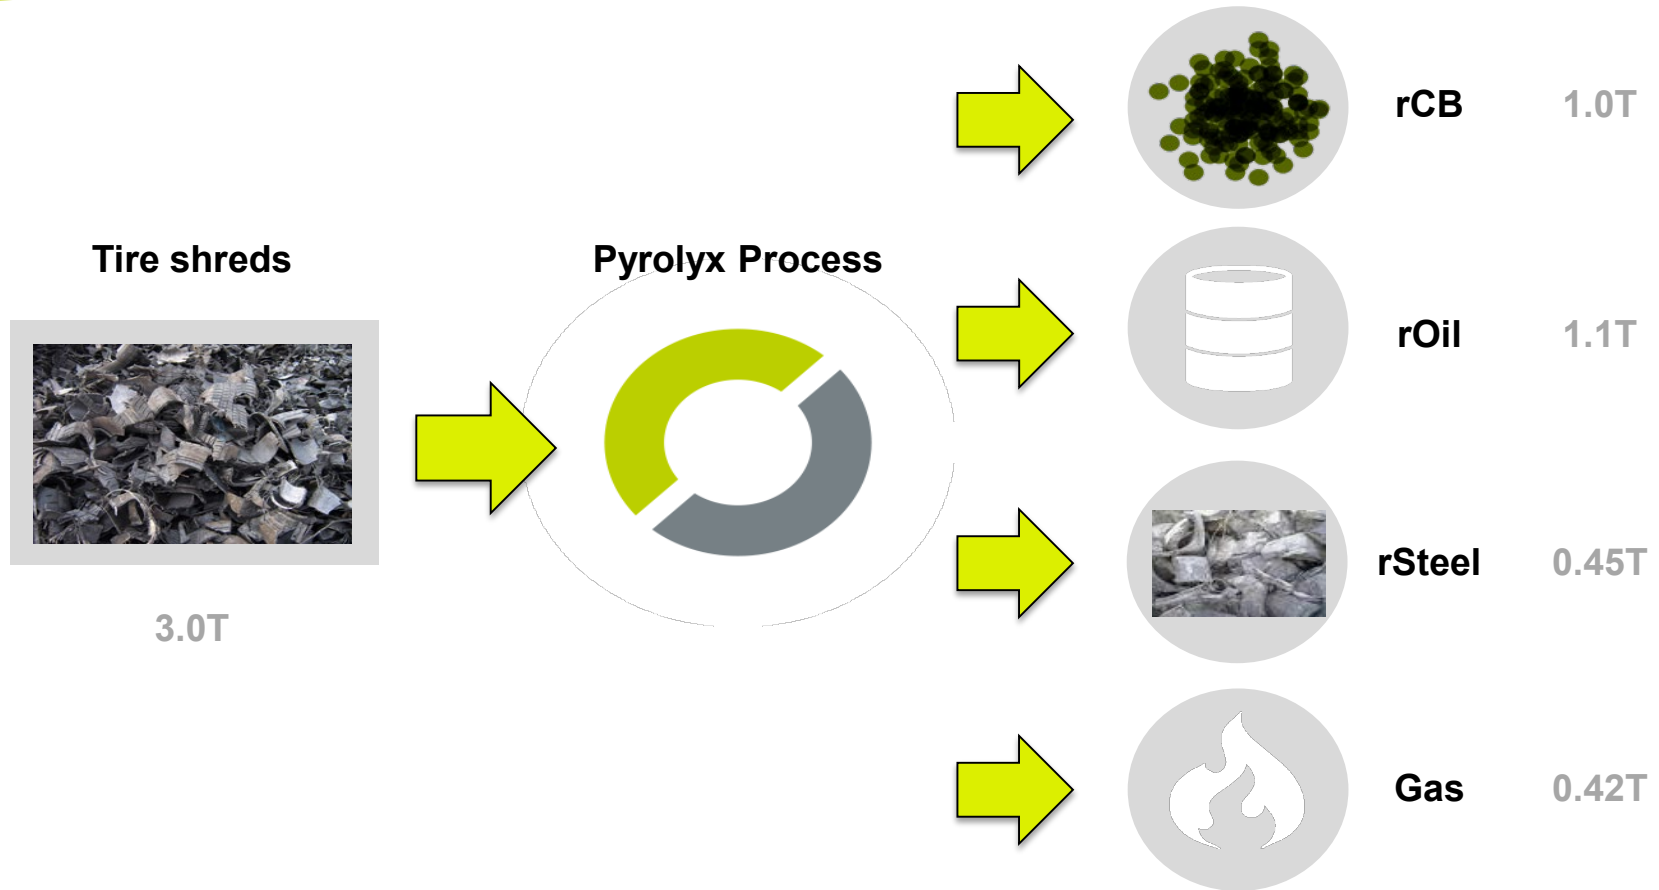 Tire shreds
3.0T
Pyrolyx Process
rCB 1.0T
rOil 1.1T
rSteel 0.45T
Gas 0.42T